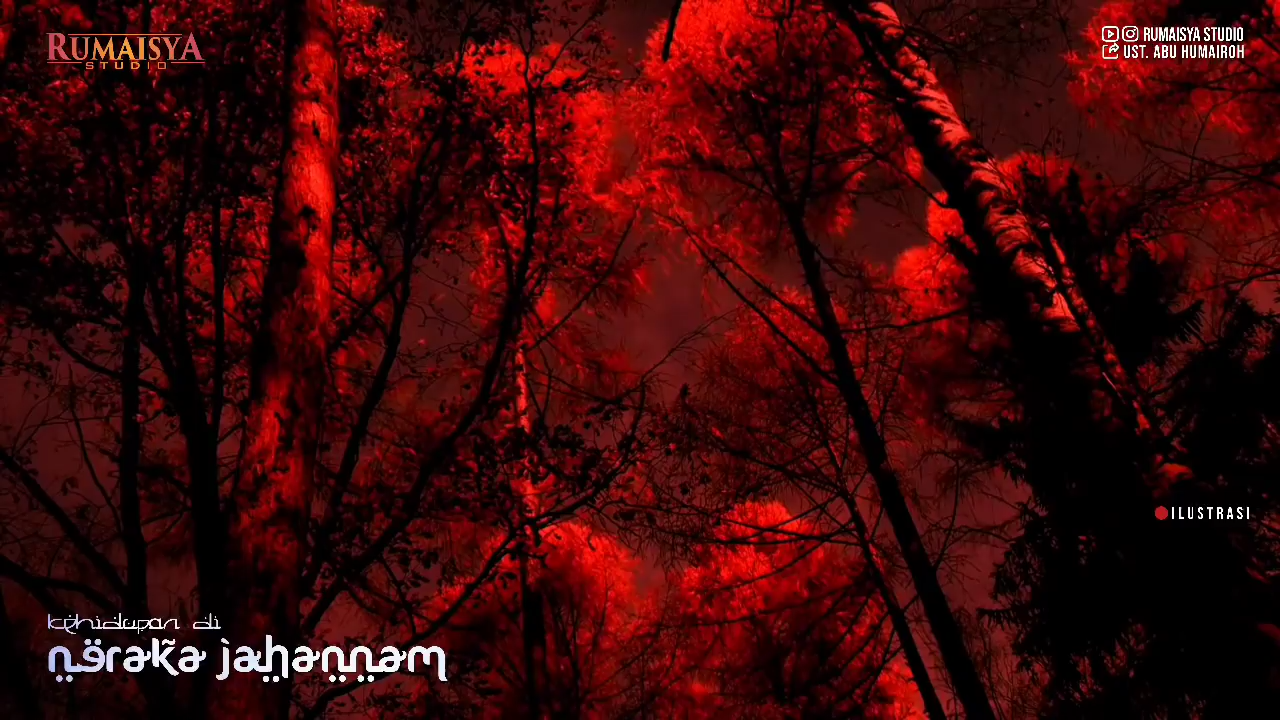 RUMAISYA
STUDIO
RUMAISYA STUDIO
UST. ABU HUMAIROH
ILUSTRASI
kehidupan di
neraka jahannam